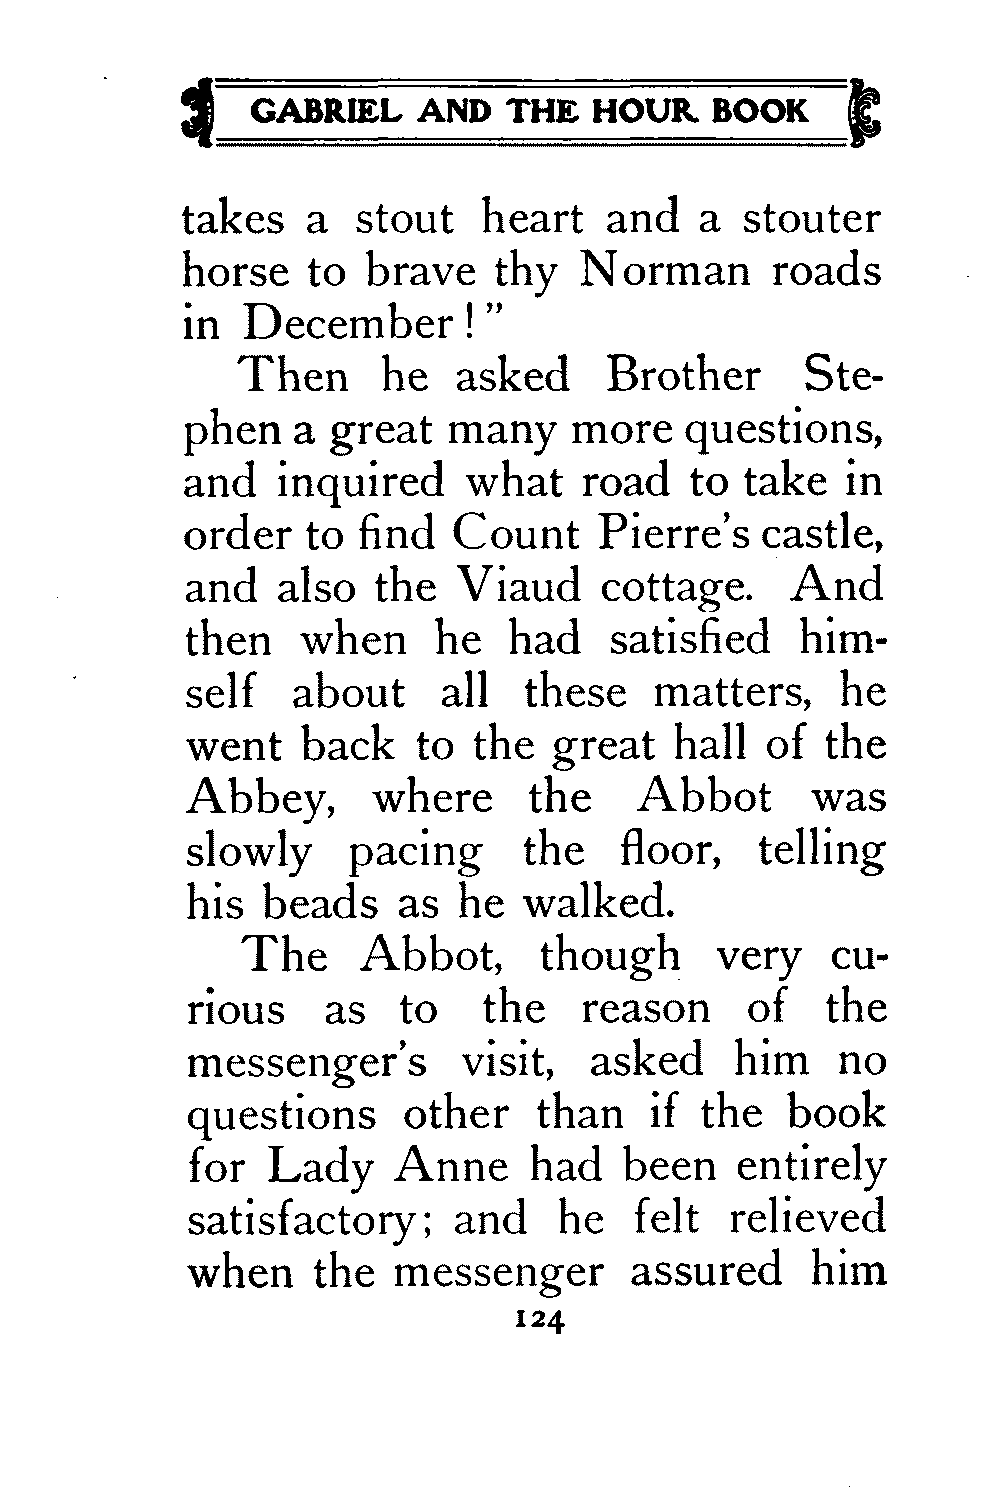 GABRIEL AND THE HOUR BOOK
takes a stout heart and a stouter
horse to brave thy Norman roads
in December!"
Then he asked Brother Ste-
phen a great many more questions,
and inquired what road to take in
order to find Count Pierre's castle,
and also the Viaud cottage. And
then when he had satisfied him-
self about all these matters, he
went back to the great hall of the
Abbey, where the Abbot was
slowly pacing the floor, telling
his beads as he walked.
The Abbot, though very cu-
rious as to the reason of the
messenger's visit, asked him no
questions other than if the book
for Lady Anne had been entirely
satisfactory; and he felt relieved
when the messenger assured him
124